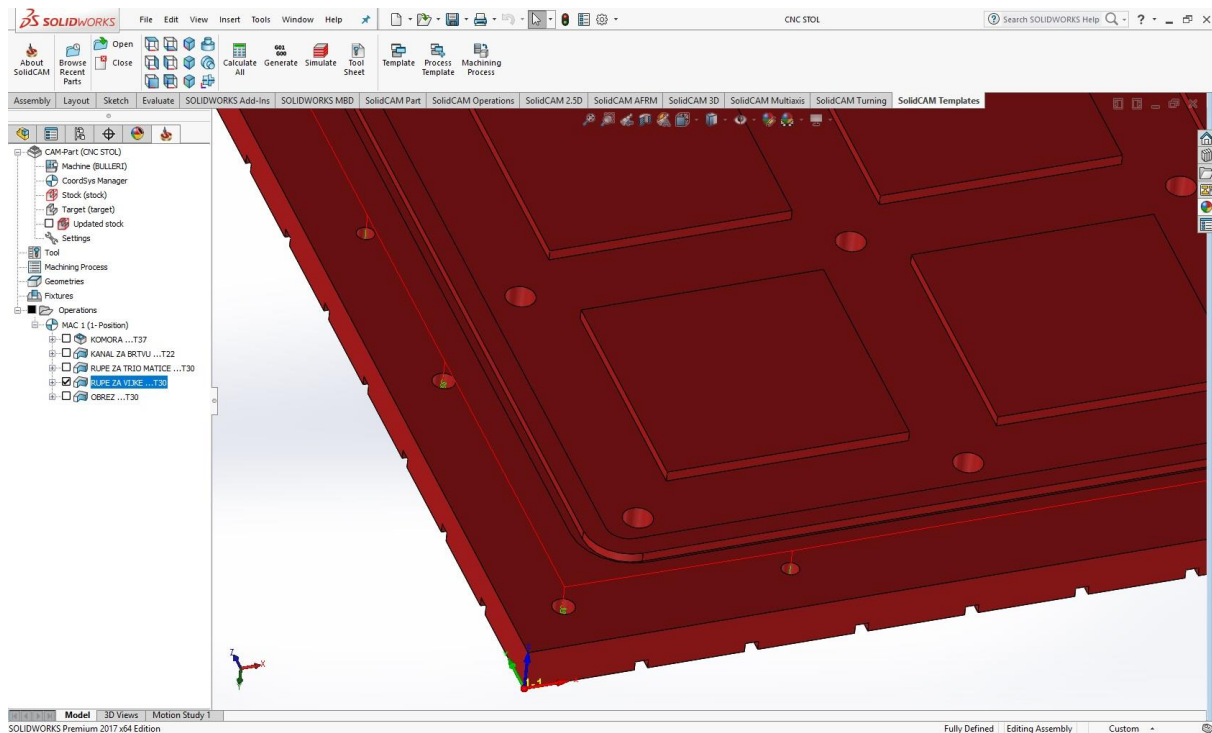 SOLIDWORKS File Edit View Insert Tools Window Help CNC STOL Search SOLIDWORKS Help
About SolidCAM
Browse Recent Parts
Open
Close
Calculate All
G01 G00
Generate
Simulate
Tool Sheet
Template
Process Template
Machining Process
Assembly Layout Sketch Evaluate SOLIDWORKS Add-Ins SOLIDWORKS MBD SolidCAM Part SolidCAM Operations SolidCAM 2.5D SolidCAM AFRM SolidCAM 3D SolidCAM Multiaxis SolidCAM Turning SolidCAM Templates
CAM-Part (CNC STOL)
Machine (BULLERI)
CoordSys Manager
Stock (stock)
Target (target)
Updated stock
Settings
Tool
Machining Process
Geometries
Fixtures
Operations
MAC 1 (1- Position)
KOMORA ...T37
KANAL ZA BRTVU ...T22
RUPE ZA TRIO MATICE ...T30
RUPE ZA VIJKE ...T30
OBREZ ...T30
Z X
Y
Model 3D Views Motion Study 1
SOLIDWORKS Premium 2017 x64 Edition Fully Defined Editing Assembly Custom